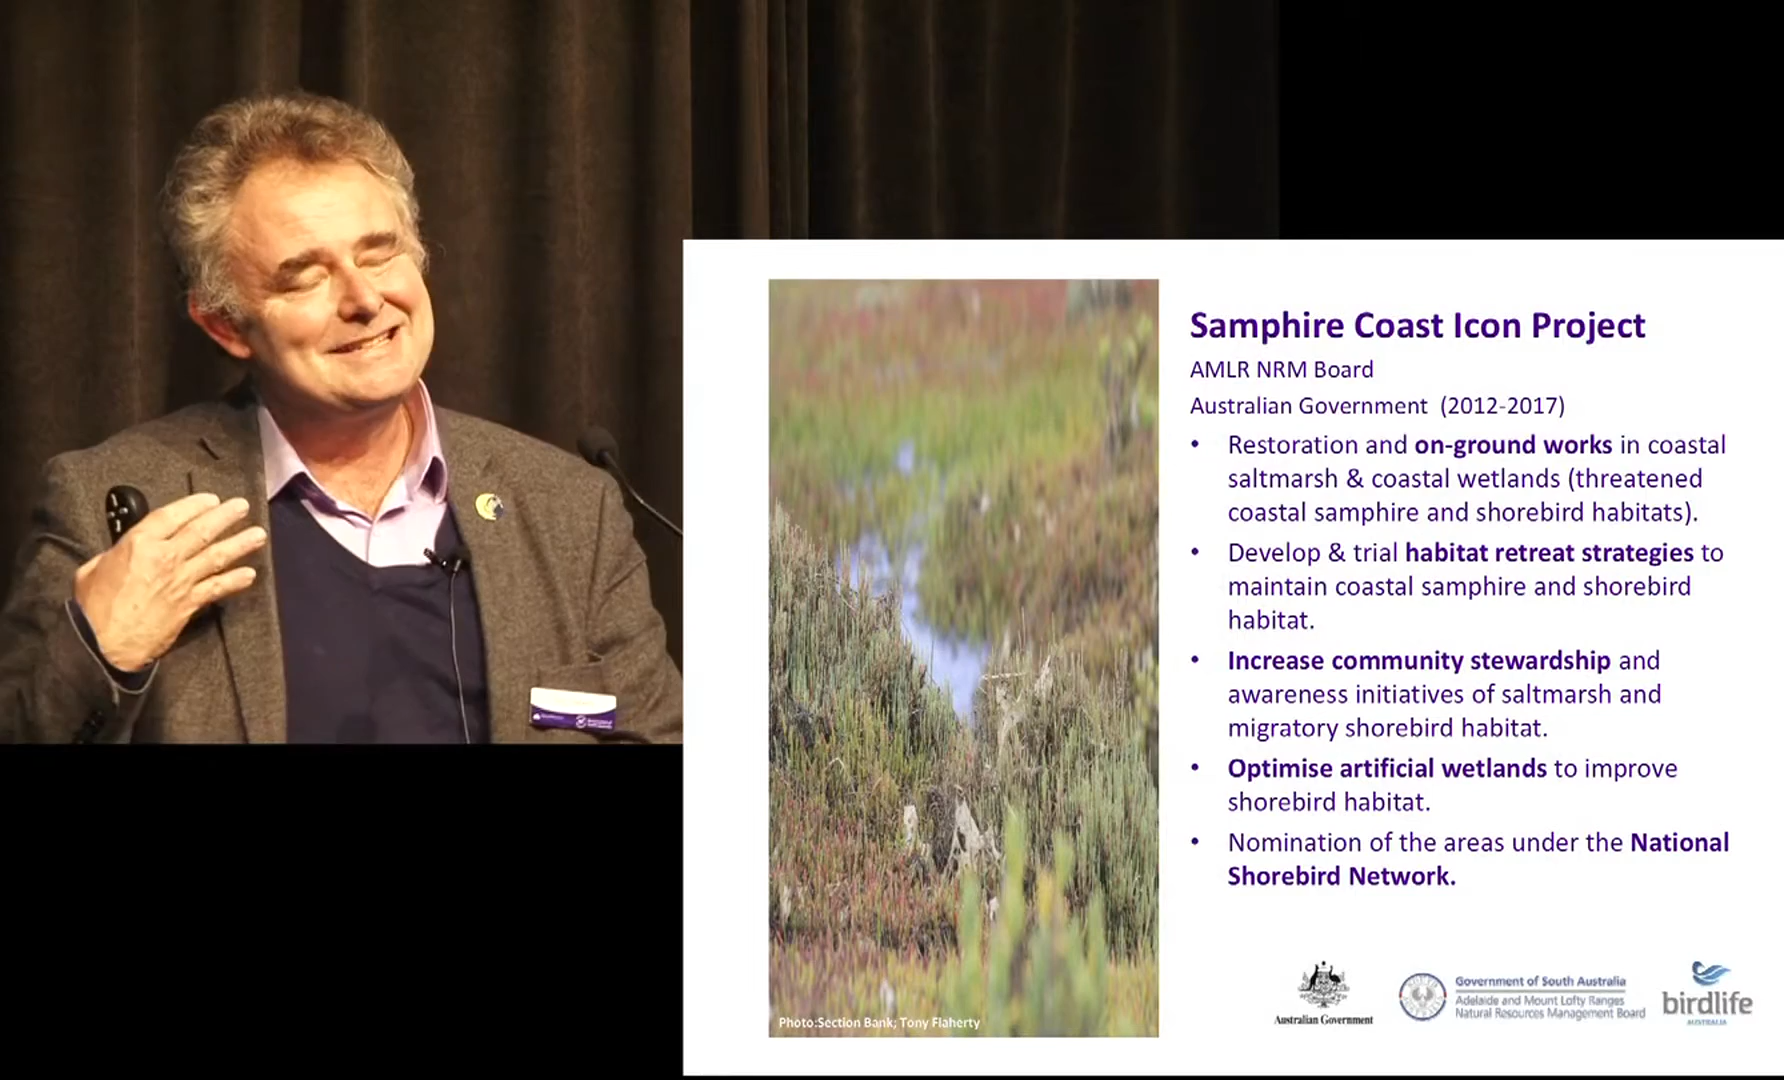 Samphire Coast Icon Project
AMLR NRM Board
Australian Government (2012-2017)
• Restoration and on-ground works in coastal
saltmarsh & coastal wetlands (threatened
coastal samphire and shorebird habitats).
• Develop & trial habitat retreat strategies to
maintain coastal samphire and shorebird
habitat.
• Increase community stewardship and
awareness initiatives of saltmarsh and
migratory shorebird habitat.
• Optimise artificial wetlands to improve
shorebird habitat.
• Nomination of the areas under the National
Shorebird Network.
Photo:Section Bank; Tony Flaherty
Australian Government
Government of South Australia
Adelaide and Mount Lofty Ranges
Natural Resources Management Board
birdlife
AUSTRALIA